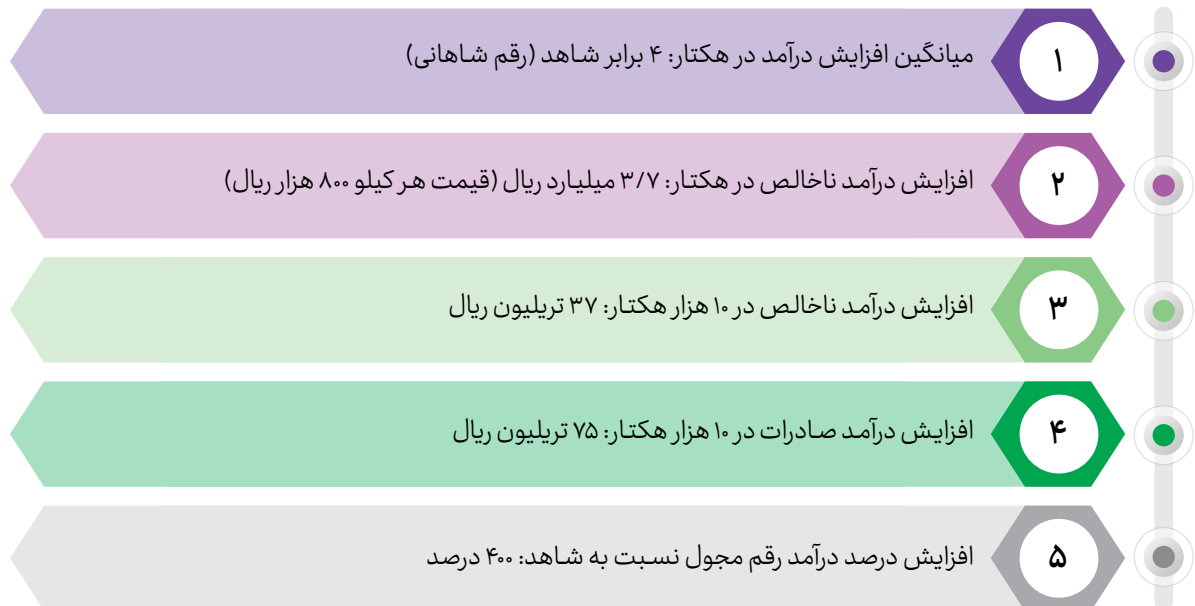 ۱
میانگین افزایش درآمد در هکتار: ۴ برابر شاهد (رقم شاهانی)
۲
افزایش درآمد ناخالص در هکتار: ۳/۷ میلیارد ریال (قیمت هر کیلو ۸۰۰ هزار ریال)
۳
افزایش درآمد ناخالص در ۱۰ هزار هکتار: ۳۷ تریلیون ریال
۴
افزایش درآمد صادرات در ۱۰ هزار هکتار: ۷۵ تریلیون ریال
۵
افزایش درصد درآمد رقم مجول نسبت به شاهد: ۴۰۰ درصد